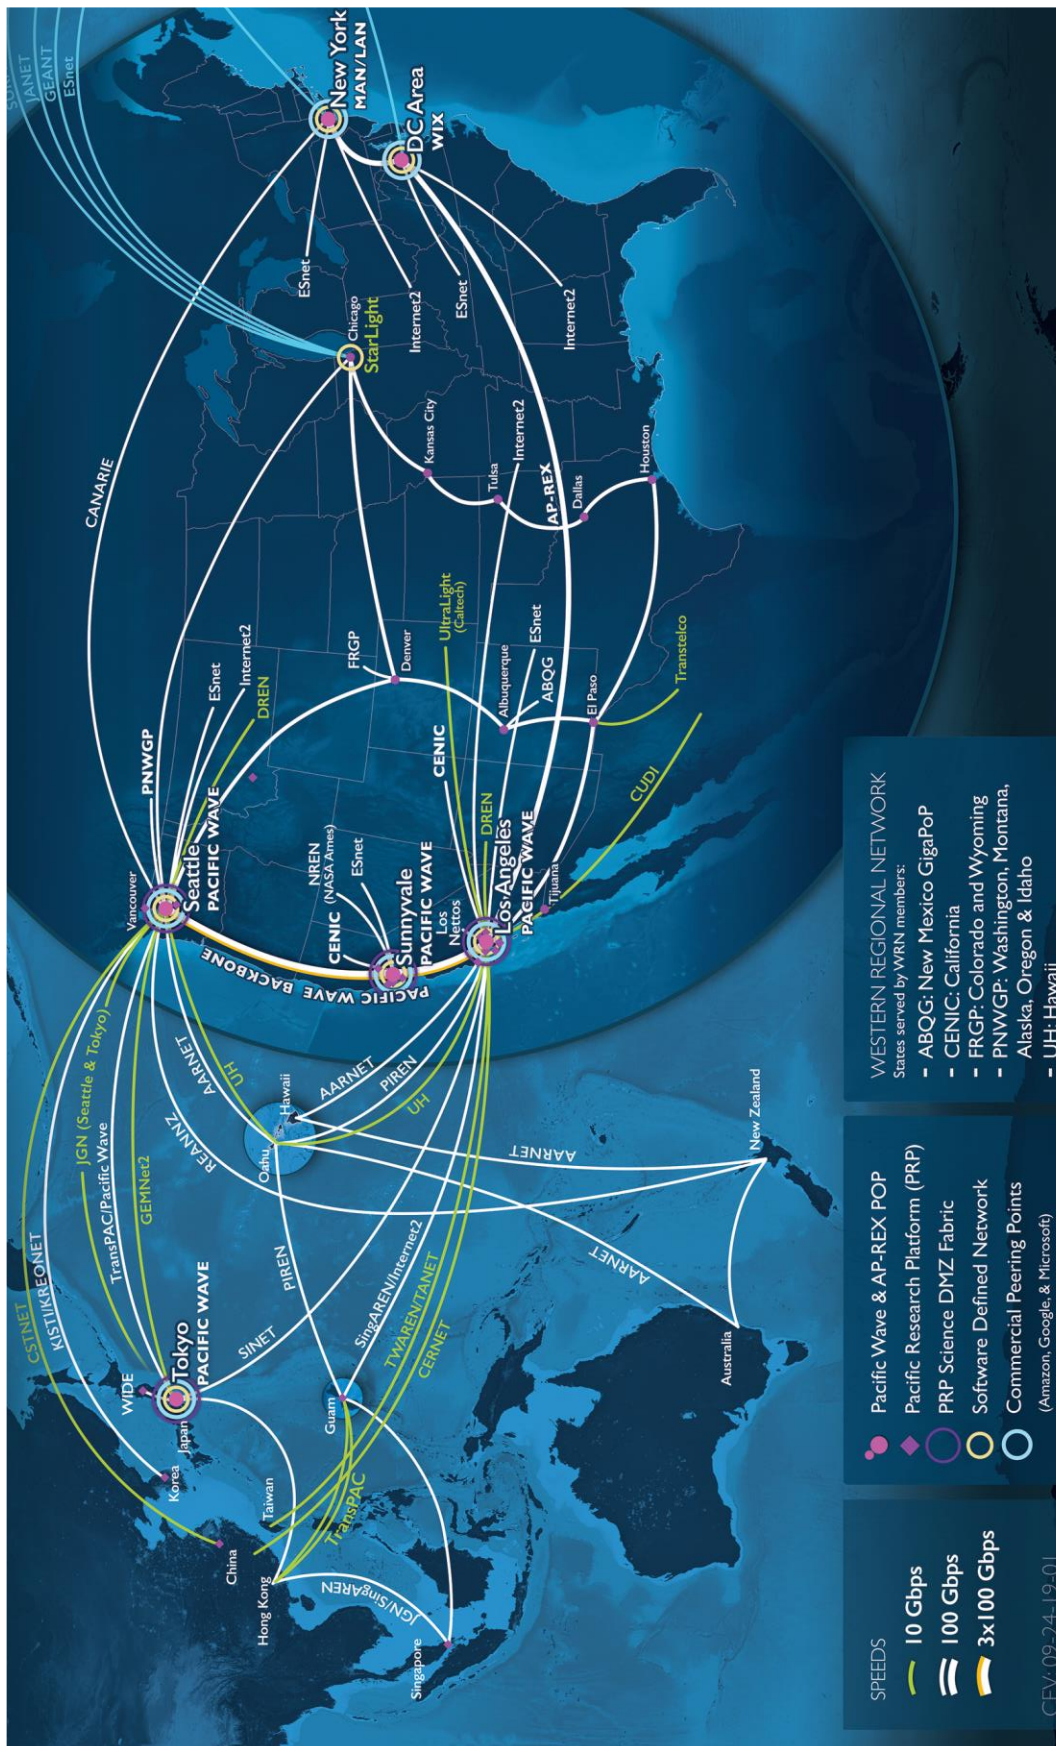 JANET
GEANT
ESnet
CANARIE
New York
MAN/LAN
DC Area
WIX
ESnet
Internet2
ESnet
Internet2
Chicago
StarLight
Kansas City
Tulsa
Internet2
Dallas
Houston
AP-REX
PNWGP
ESnet
Internet2
DREN
Vancouver
Seattle
PACIFIC WAVE
FRGP
Denver
UltraLight
(Caltech)
Albuquerque
ESnet
ABQG
El Paso
Transtelco
CUDI
CENIC
NREN
(NASA Ames)
ESnet
Sunnyvale
PACIFIC WAVE
CENIC
DREN
Los
Nettos
Los Angeles
PACIFIC WAVE
Tijuana
PACIFIC WAVE BACKBONE
CSTNET
KISTI/KREONET
JGN (Seattle & Tokyo)
TransPAC/Pacific Wave
GEMNet2
AARNET
UH
REANNZ
Oahu
Hawaii
AARNET
PIREN
UH
WIDE
Tokyo
PACIFIC WAVE
Japan
Korea
China
Taiwan
Hong Kong
SINET
PIREN
Guam
SingAREN/Internet2
TWAREN/TANET
CERNET
TransPAC
JGN/SingAREN
Singapore
AARNET
AARNET
Australia
New Zealand
SPEEDS
10 Gbps
100 Gbps
3x100 Gbps
Pacific Wave & AP-REX POP
Pacific Research Platform (PRP)
PRP Science DMZ Fabric
Software Defined Network
Commercial Peering Points
(Amazon, Google, & Microsoft)
WESTERN REGIONAL NETWORK
States served by WRN members:
- ABQG: New Mexico GigaPoP
- CENIC: California
- FRGP: Colorado and Wyoming
- PNWGP: Washington, Montana,
Alaska, Oregon & Idaho
- UH: Hawaii